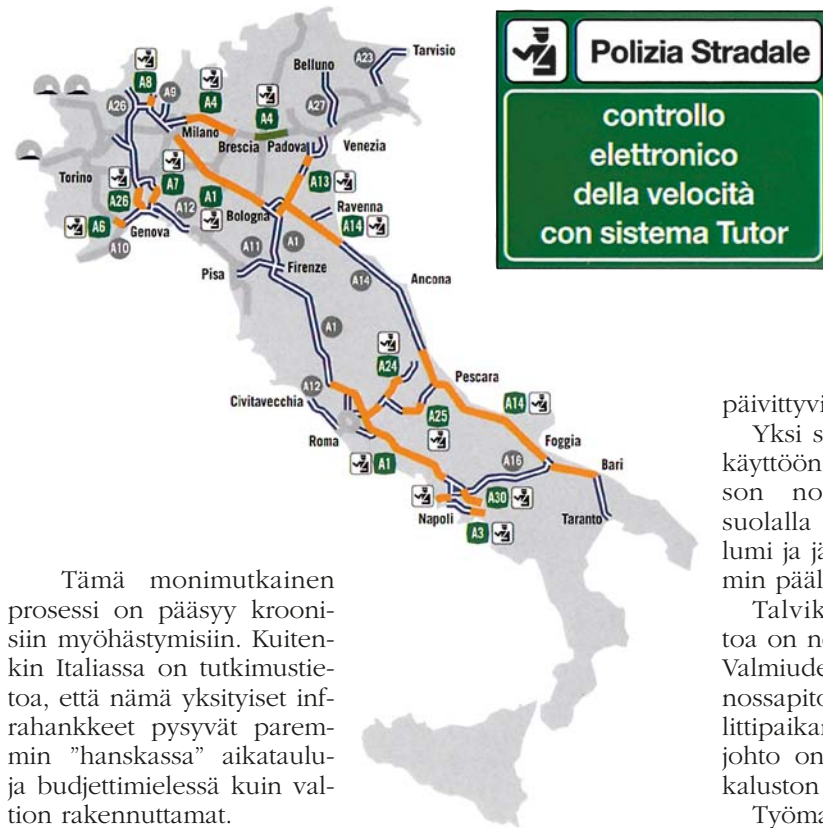 Tarvisio
A23
Belluno
A8
A9
A4
A26
A27
A4
Milano
Brescia
Padova
Venezia
Torino
A7
A13
A26
A1
A12
Ravenna
Bologna
A6
A14
Genova
A10
A11
A1
Pisa
Firenze
A14
Ancona
A1
A24
A12
Pescara
Civitavecchia
A14
A25
Roma
Foggia
A1
A16
Bari
A30
Napoli
Taranto
A3
Polizia Stradale
controllo
elettronico
della velocità
con sistema Tutor
Tämä monimutkainen
prosessi on pääsyy krooni-
siin myöhästymisiin. Kuiten-
kin Italiassa on tutkimustie-
toa, että nämä yksityiset inf-
rahankkeet pysyvät parem-
min ”hanskassa” aikataulu-
ja budjettimielessä kuin val-
tion rakennuttamat.
päivittyvi
Yksi s
käyttöön
son no
suolalla
lumi ja jä
min pääl
Talvik
toa on ne
Valmiude
nossapito
littipaikan
johto on
kaluston
Työma